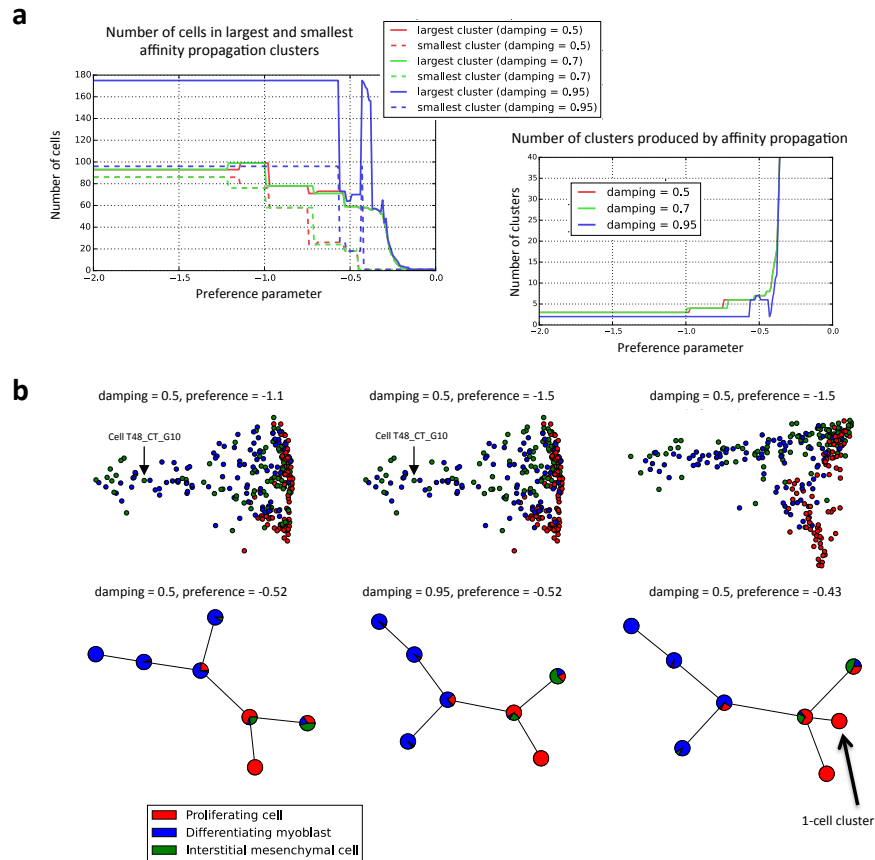 a
Number of cells in largest and smallest
affinity propagation clusters
largest cluster (damping = 0.5)
smallest cluster (damping = 0.5)
largest cluster (damping = 0.7)
smallest cluster (damping = 0.7)
largest cluster (damping = 0.95)
smallest cluster (damping = 0.95)
Number of cells
180
160
140
120
100
80
60
40
20
0
−2.0
−1.5
−1.0
−0.5
0.0
Preference parameter
Number of clusters produced by affinity propagation
damping = 0.5
damping = 0.7
damping = 0.95
Number of clusters
40
35
30
25
20
15
10
5
0
−2.0
−1.5
−1.0
−0.5
0.0
Preference parameter
b
damping = 0.5, preference = -1.1
damping = 0.5, preference = -1.5
damping = 0.5, preference = -1.5
Cell T48_CT_G10
Cell T48_CT_G10
damping = 0.5, preference = -0.52
damping = 0.95, preference = -0.52
damping = 0.5, preference = -0.43
1-cell cluster
Proliferating cell
Differentiating myoblast
Interstitial mesenchymal cell